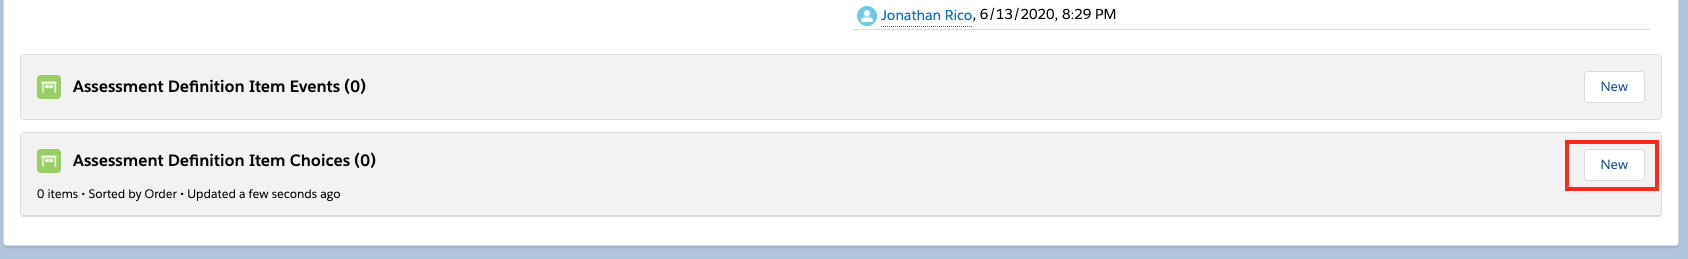 Jonathan Rico, 6/13/2020, 8:29 PM
Assessment Definition Item Events (0)
New
Assessment Definition Item Choices (0)
New
0 items • Sorted by Order • Updated a few seconds ago